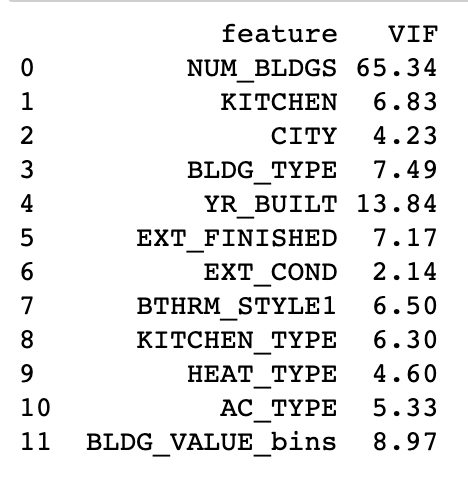 feature VIF
0 NUM_BLDGS 65.34
1 KITCHEN 6.83
2 CITY 4.23
3 BLDG_TYPE 7.49
4 YR_BUILT 13.84
5 EXT_FINISHED 7.17
6 EXT_COND 2.14
7 BTHRM_STYLE1 6.50
8 KITCHEN_TYPE 6.30
9 HEAT_TYPE 4.60
10 AC_TYPE 5.33
11 BLDG_VALUE_bins 8.97